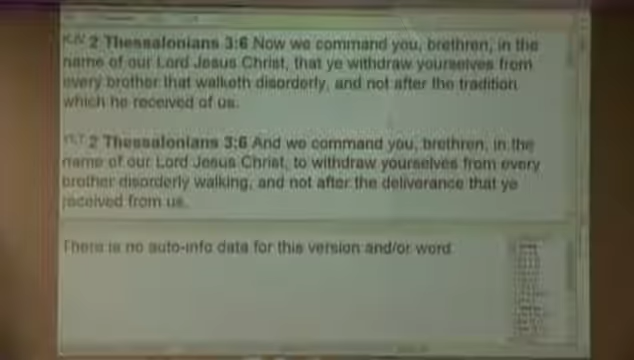 KJV 2 Thessalonians 3:6 Now we command you, brethren, in the
name of our Lord Jesus Christ, that ye withdraw yourselves from
every brother that walketh disorderly, and not after the tradition
which he received of us.
YLT 2 Thessalonians 3:6 And we command you, brethren, in the
name of our Lord Jesus Christ, to withdraw yourselves from every
brother disorderly walking, and not after the deliverance that ye
received from us.
There is no auto-info data for this version and/or word